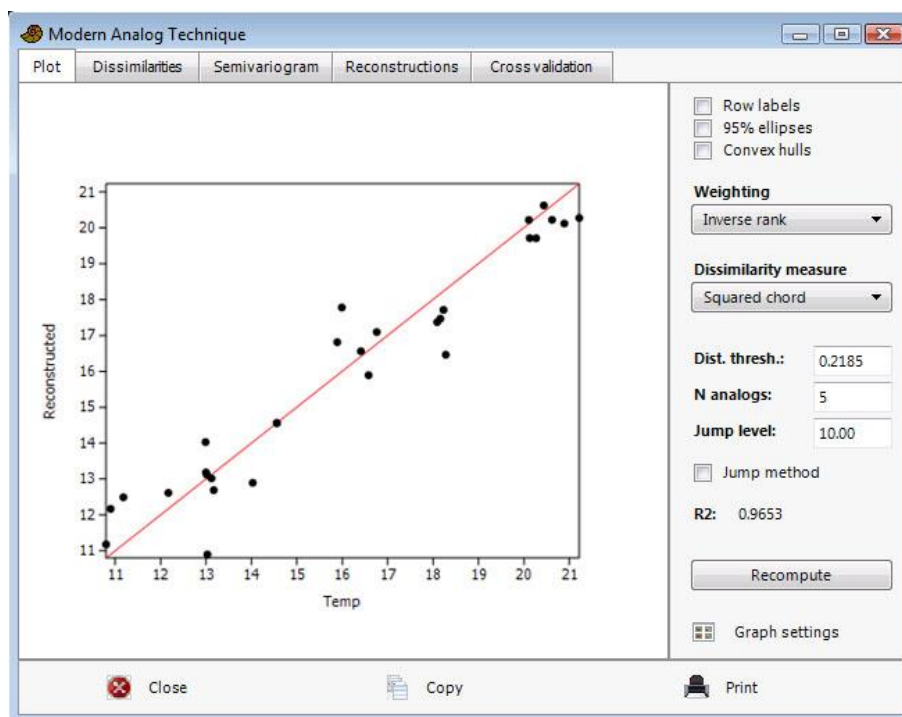 Modern Analog Technique
Plot Dissimilarities Semivariogram Reconstructions Cross validation
Row labels
95% ellipses
Convex hulls
Weighting
Inverse rank
Dissimilarity measure
Squared chord
Dist. thresh.: 0.2185
N analogs: 5
Jump level: 10.00
Jump method
R2: 0.9653
Recompute
Graph settings
21
20
19
18
17
16
15
14
13
12
11
Reconstructed
11 12 13 14 15 16 17 18 19 20 21
Temp
Close Copy Print